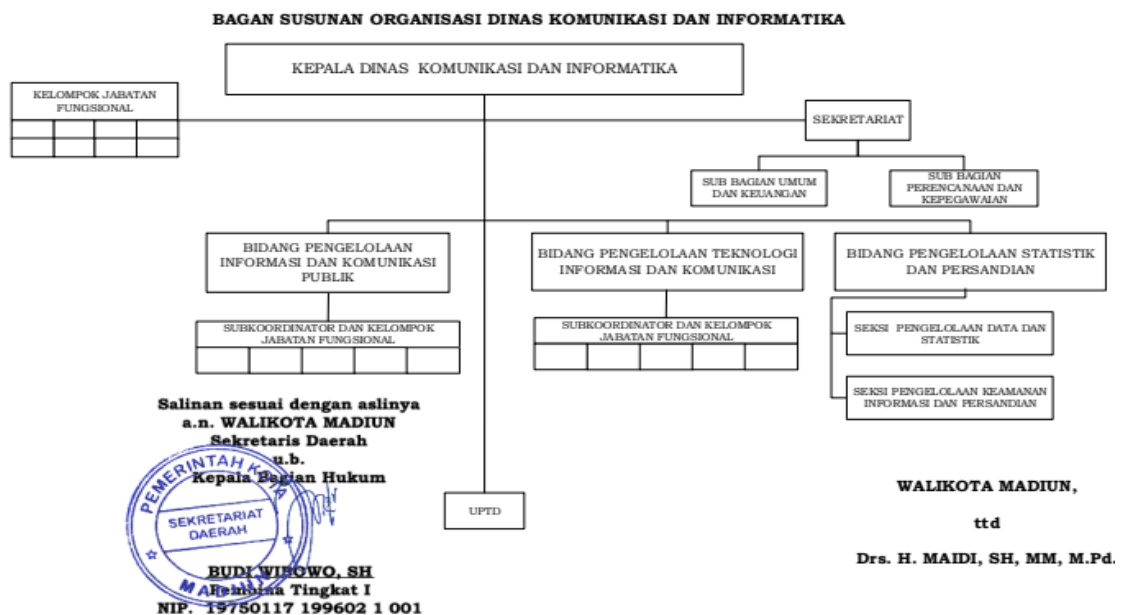 BAGAN SUSUNAN ORGANISASI DINAS KOMUNIKASI DAN INFORMATIKA
KEPALA DINAS KOMUNIKASI DAN INFORMATIKA
KELOMPOK JABATAN
FUNGSIONAL
SEKRETARIAT
SUB BAGIAN UMUM
DAN KEUANGAN
SUB BAGIAN
PERENCANAAN DAN
KEPEGAWAIAN
BIDANG PENGELOLAAN
INFORMASI DAN KOMUNIKASI
PUBLIK
BIDANG PENGELOLAAN TEKNOLOGI
INFORMASI DAN KOMUNIKASI
BIDANG PENGELOLAAN STATISTIK
DAN PERSANDIAN
SUBKOORDINATOR DAN KELOMPOK
JABATAN FUNGSIONAL
SUBKOORDINATOR DAN KELOMPOK
JABATAN FUNGSIONAL
SEKSI PENGELOLAAN DATA DAN
STATISTIK
SEKSI PENGELOLAAN KEAMANAN
INFORMASI DAN PERSANDIAN
Salinan sesuai dengan aslinya
a.n. WALIKOTA MADIUN
Sekretaris Daerah
u.b.
Kepala Bagian Hukum
PEMERINTAH KOTA
SEKRETARIAT
DAERAH
MADIUN
BUDI WIBOWO, SH
Pembina Tingkat I
NIP. 19750117 199602 1 001
UPTD
WALIKOTA MADIUN,
ttd
Drs. H. MAIDI, SH, MM, M.Pd.